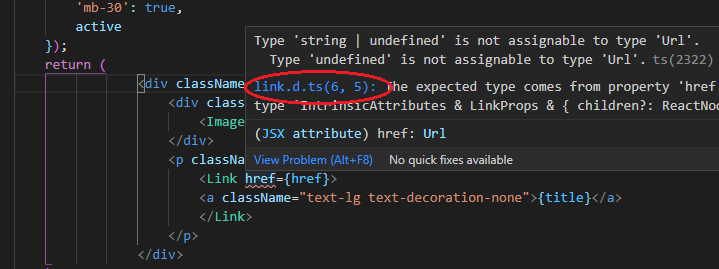 'mb-30': true,
active
});
return (
<div className
Type 'string | undefined' is not assignable to type 'Url'.
Type 'undefined' is not assignable to type 'Url'. ts(2322)
link.d.ts(6, 5): The expected type comes from property 'href
type 'IntrinsicAttributes & LinkProps & { children?: ReactNod
(JSX attribute) href: Url
View Problem (Alt+F8) No quick fixes available
<div class
<Image
</div>
<p classNa
<Link href={href}>
<a className="text-lg text-decoration-none">{title}</a>
</Link>
</p>
</div>